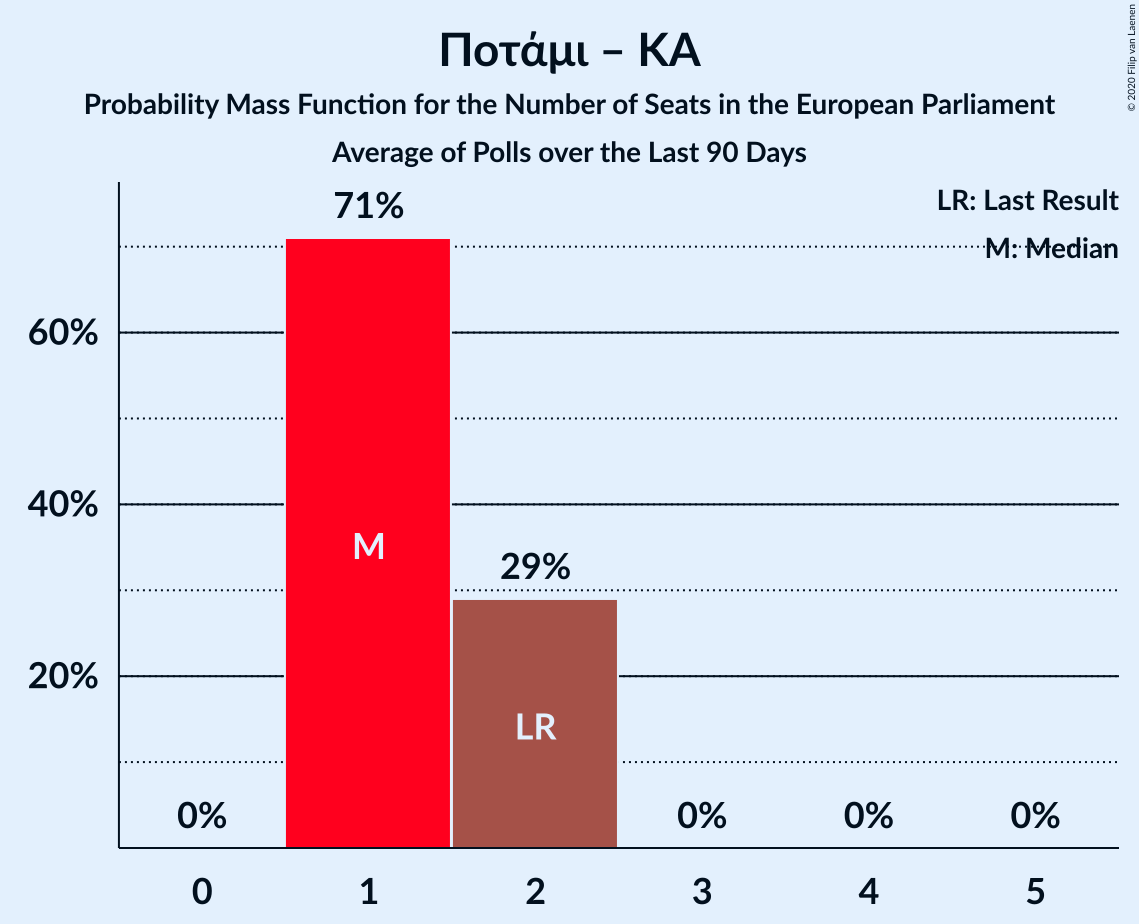 Ποτάμι – ΚΑ
Probability Mass Function for the Number of Seats in the European Parliament
Average of Polls over the Last 90 Days
© 2020 Filip van Laenen
LR: Last Result
M: Median
71%
60%
40%
M
29%
20%
LR
0%
0%
0%
0%
0
1
2
3
4
5